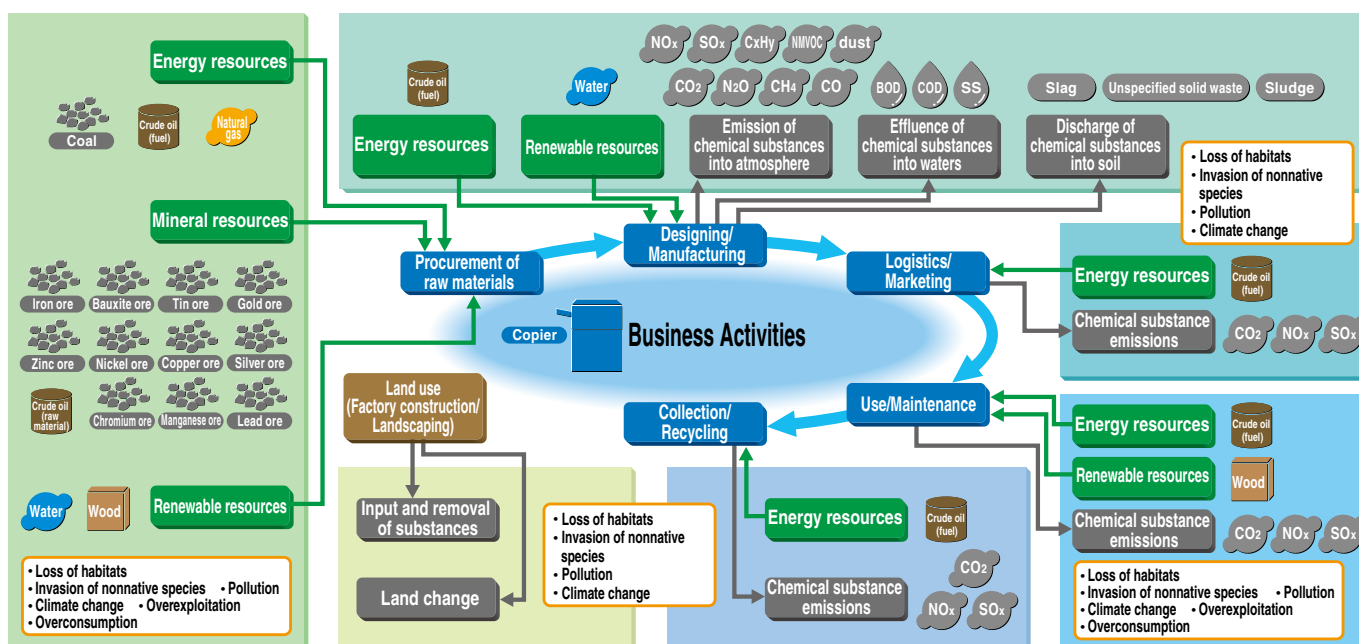 Energy resources
Coal
Crude oil
(fuel)
Natural
gas
Mineral resources
Iron ore
Bauxite ore
Tin ore
Gold ore
Zinc ore
Nickel ore
Copper ore
Silver ore
Crude oil
(raw
material)
Chromium ore
Manganese ore
Lead ore
Water
Wood
Renewable resources
• Loss of habitats
• Invasion of nonnative species • Pollution
• Climate change • Overexploitation
• Overconsumption
Crude oil
(fuel)
Energy resources
Water
Renewable resources
NOx
SOx
CxHy
NMVOC
dust
CO2
N2O
CH4
CO
Emission of
chemical substances
into atmosphere
BOD
COD
SS
Effluence of
chemical substances
into waters
Slag
Unspecified solid waste
Sludge
Discharge of
chemical substances
into soil
• Loss of habitats
• Invasion of nonnative
species
• Pollution
• Climate change
Procurement of
raw materials
Designing/
Manufacturing
Logistics/
Marketing
Copier
Business Activities
Use/Maintenance
Collection/
Recycling
Energy resources
Crude oil
(fuel)
Chemical substance
emissions
CO2
NOx
SOx
Energy resources
Crude oil
(fuel)
Renewable resources
Wood
Chemical substance
emissions
CO2
NOx
SOx
• Loss of habitats
• Invasion of nonnative species • Pollution
• Climate change • Overexploitation
• Overconsumption
Land use
(Factory construction/
Landscaping)
Input and removal
of substances
Land change
• Loss of habitats
• Invasion of nonnative
species
• Pollution
• Climate change
Energy resources
Crude oil
(fuel)
Chemical substance
emissions
CO2
NOx
SOx